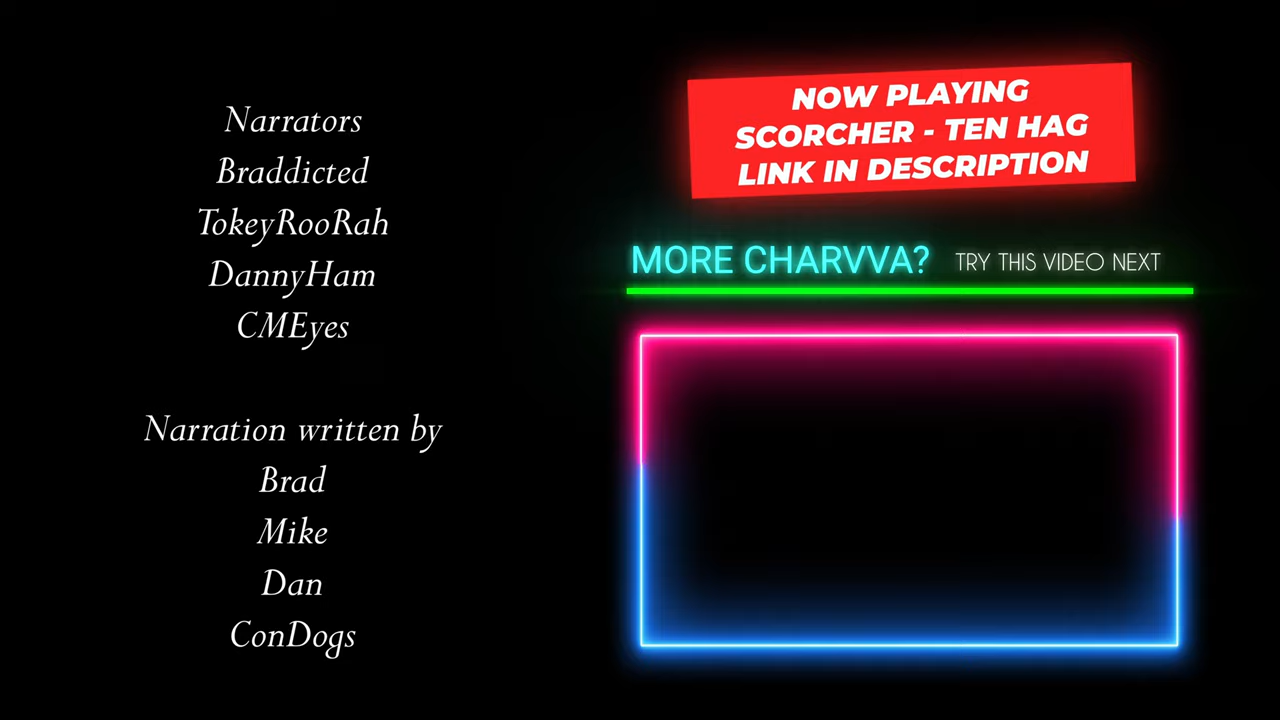 Narrators
Braddicted
TokeyRooRah
DannyHam
CMEyes
Narration written by
Brad
Mike
Dan
ConDogs
NOW PLAYING
SCORCHER - TEN HAG
LINK IN DESCRIPTION
MORE CHARVVA? TRY THIS VIDEO NEXT